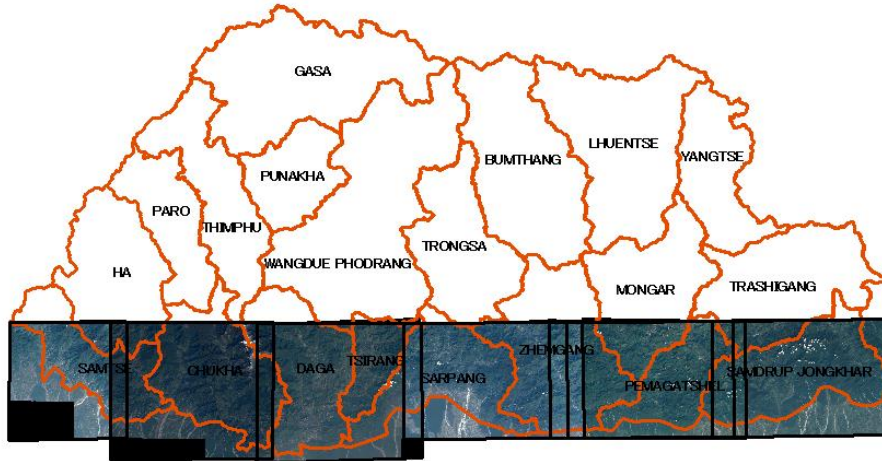 GASA
LHUENTSE
BUMTHANG
YANGTSE
PUNAKHA
PARO
THIMPHU
TRONGSA
WANGDUE PHODRANG
HA
MONGAR
TRASHIGANG
ZHEMGANG
TSIRANG
SAMTSE
CHUKHA
DAGA
SARPANG
SAMDRUP JONGKHAR
PEMAGATSHEL